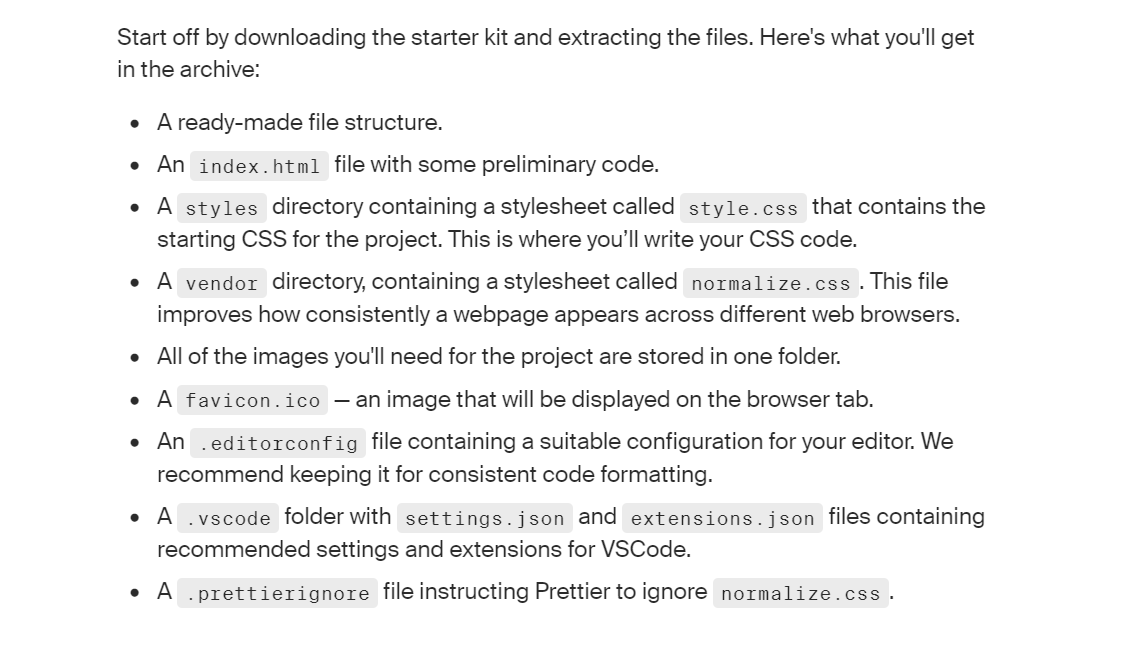 Start off by downloading the starter kit and extracting the files. Here's what you'll get
in the archive:
• A ready-made file structure.
• An index.html file with some preliminary code.
• A styles directory containing a stylesheet called style.css that contains the
starting CSS for the project. This is where you’ll write your CSS code.
• A vendor directory, containing a stylesheet called normalize.css. This file
improves how consistently a webpage appears across different web browsers.
• All of the images you'll need for the project are stored in one folder.
• A favicon.ico — an image that will be displayed on the browser tab.
• An .editorconfig file containing a suitable configuration for your editor. We
recommend keeping it for consistent code formatting.
• A .vscode folder with settings.json and extensions.json files containing
recommended settings and extensions for VSCode.
• A .prettierignore file instructing Prettier to ignore normalize.css.